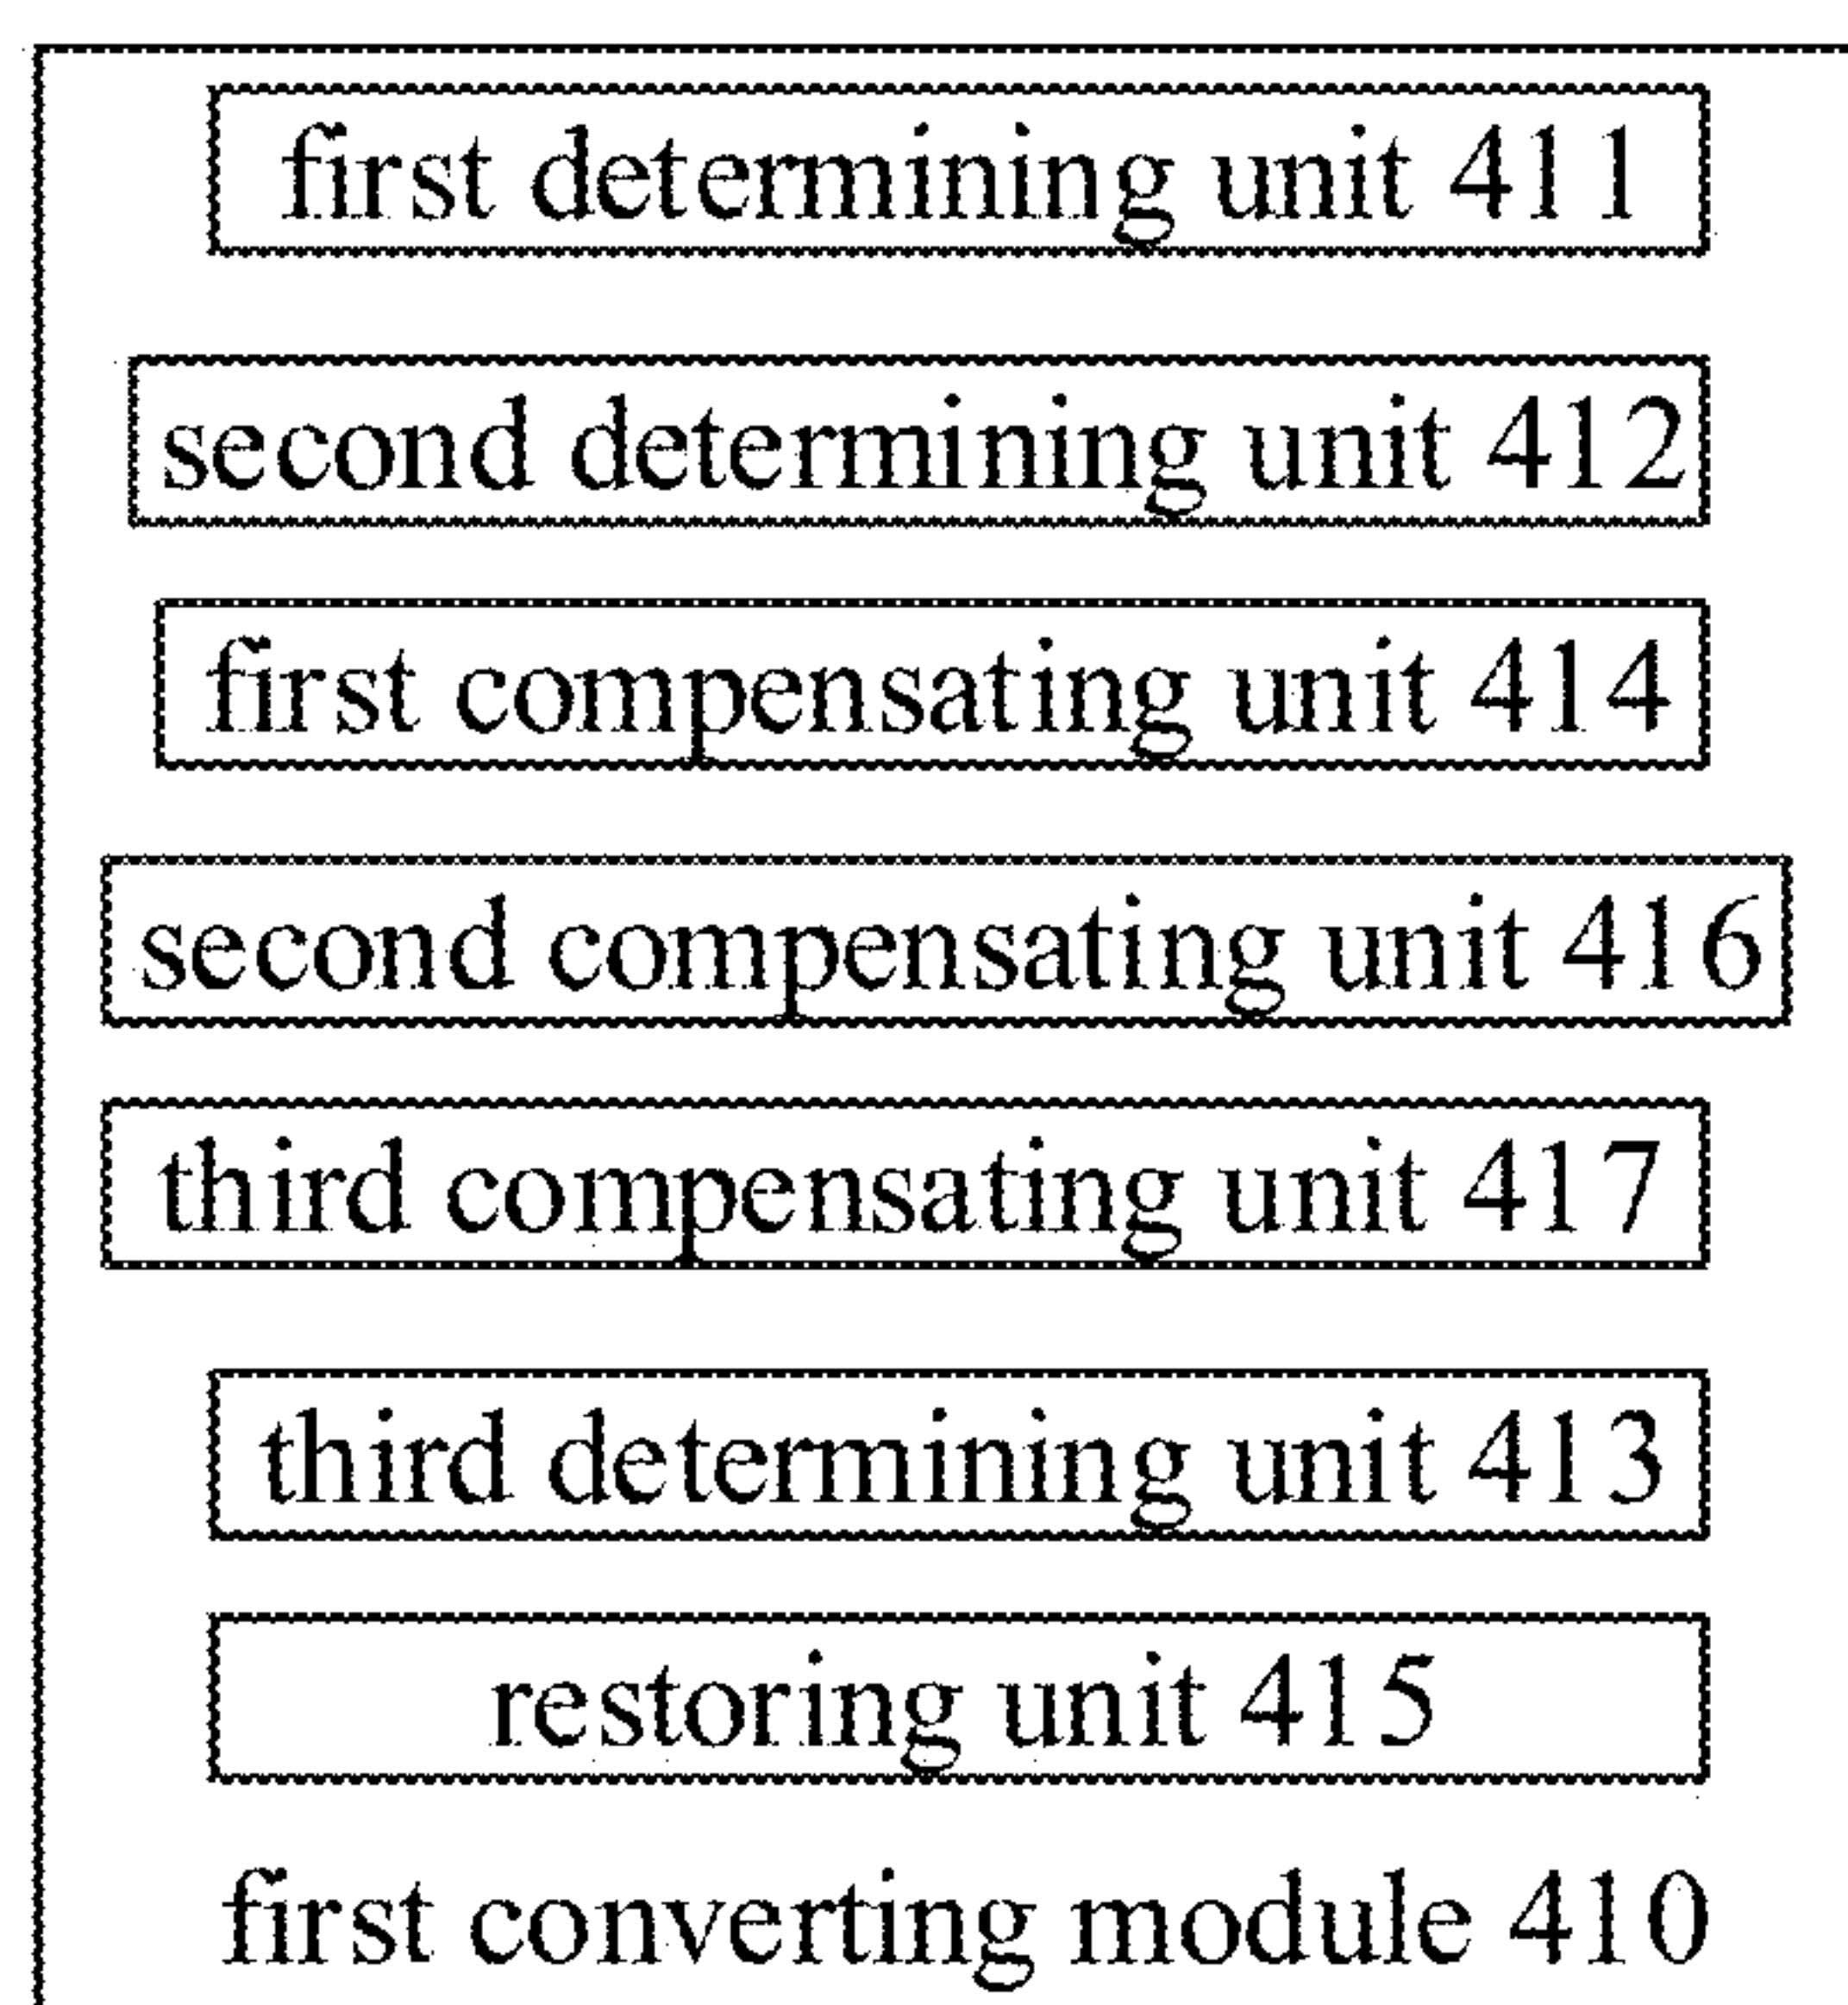 first determining unit 411
second determining unit 412
first compensating unit 414
second compensating unit 416
third compensating unit 417
third determining unit 413
restoring unit 415
first converting module 410